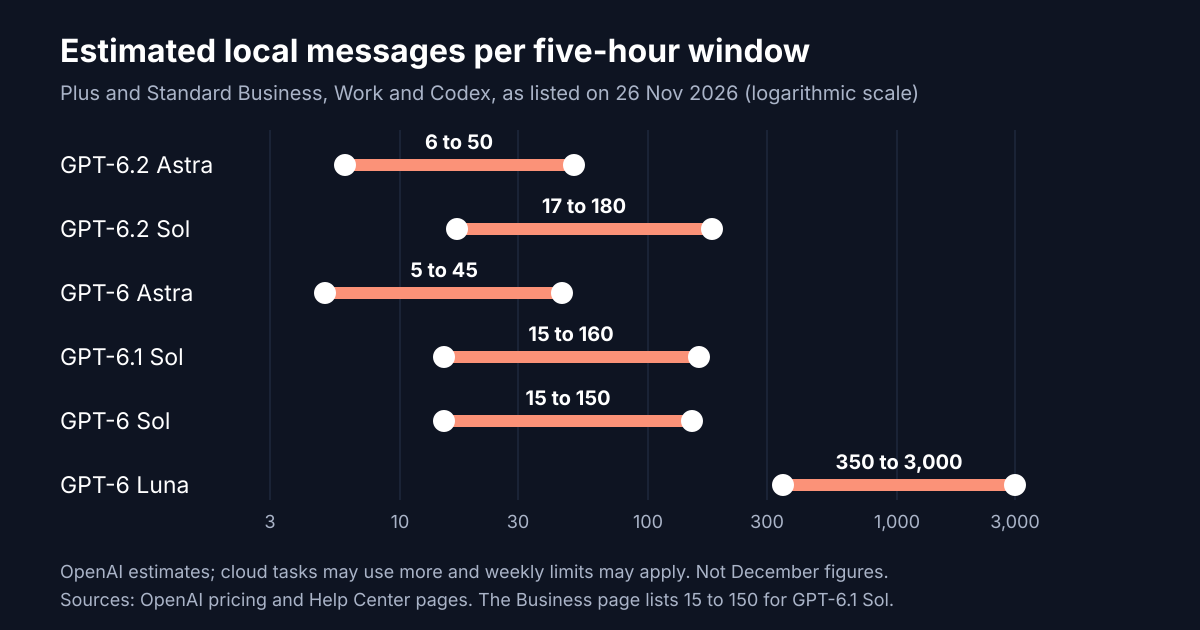 Estimated local messages per five-hour window
Plus and Standard Business, Work and Codex, as listed on 26 Nov 2026 (logarithmic scale)
GPT-6.2 Astra
6 to 50
GPT-6.2 Sol
17 to 180
GPT-6 Astra
5 to 45
GPT-6.1 Sol
15 to 160
GPT-6 Sol
15 to 150
GPT-6 Luna
350 to 3,000
3 10 30 100 300 1,000 3,000
OpenAI estimates; cloud tasks may use more and weekly limits may apply. Not December figures.
Sources: OpenAI pricing and Help Center pages. The Business page lists 15 to 150 for GPT-6.1 Sol.